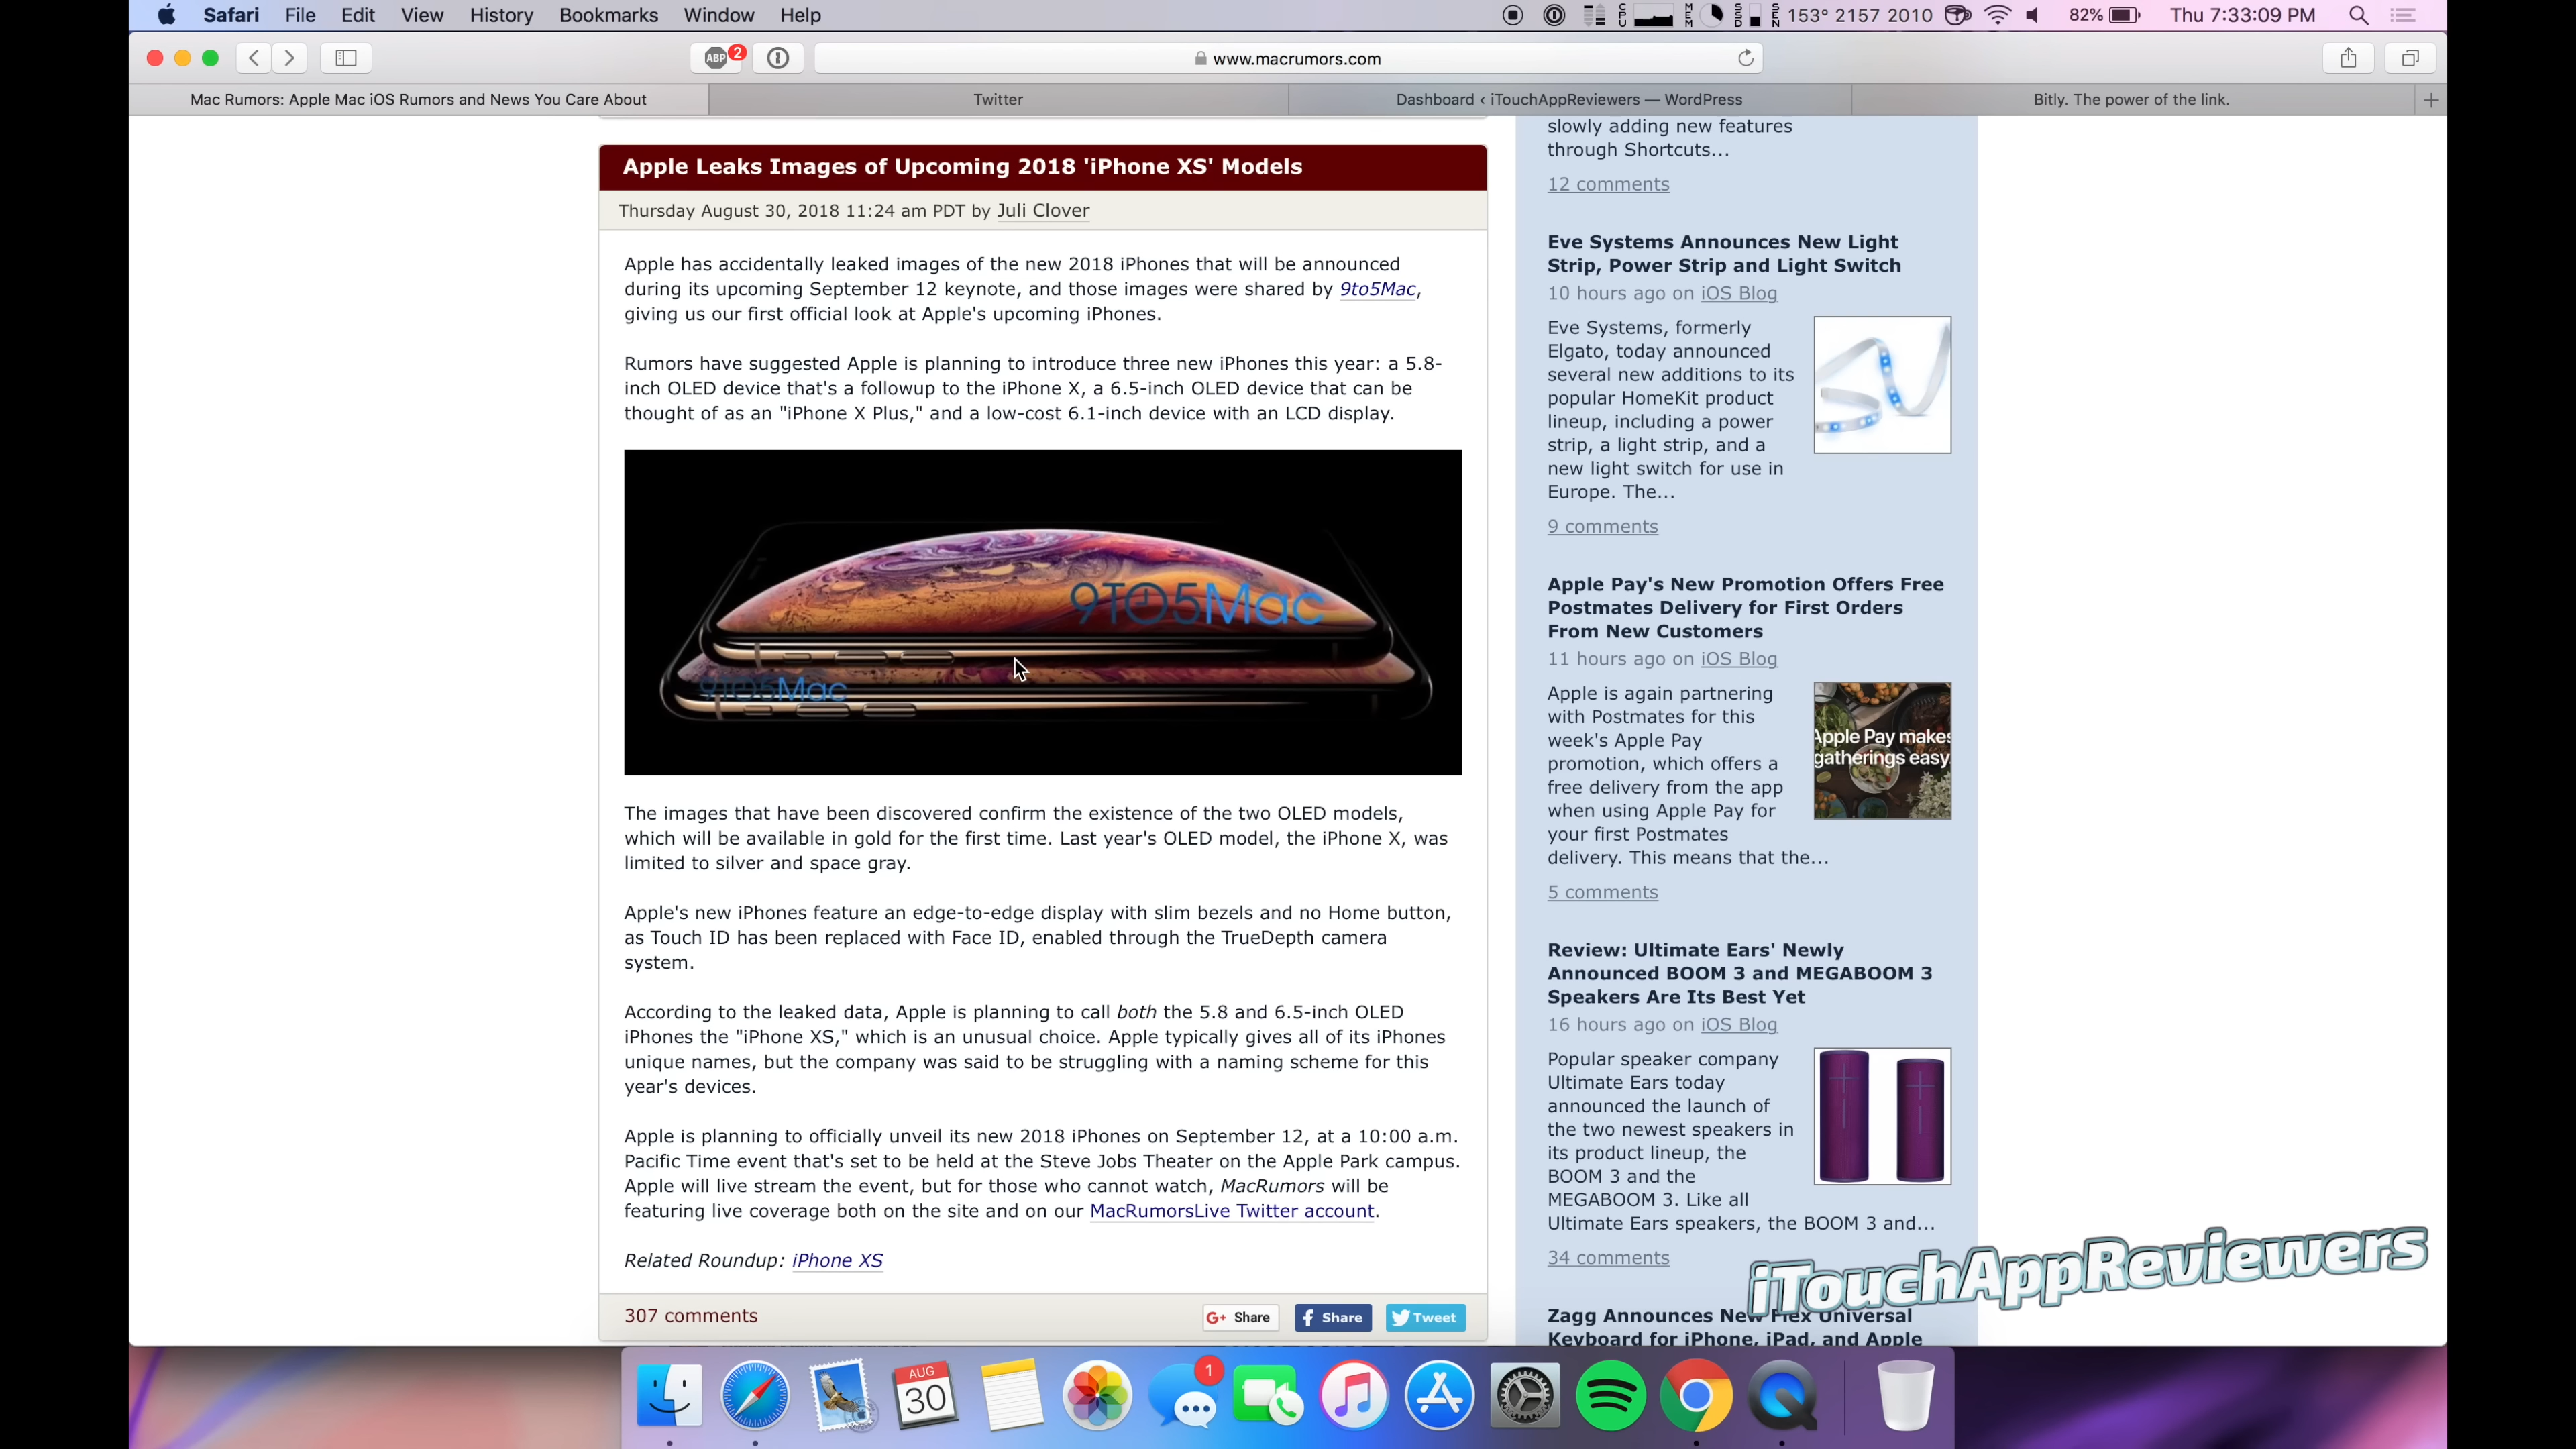 Safari File Edit View History Bookmarks Window Help
CPU MEM SSD SEN 153° 2157 2010 82% Thu 7:33:09 PM
ABP 2 www.macrumors.com
Mac Rumors: Apple Mac iOS Rumors and News You Care About
Twitter
Dashboard ‹ iTouchAppReviewers — WordPress
Bitly. The power of the link.
Apple Leaks Images of Upcoming 2018 'iPhone XS' Models
Thursday August 30, 2018 11:24 am PDT by Juli Clover
Apple has accidentally leaked images of the new 2018 iPhones that will be announced
during its upcoming September 12 keynote, and those images were shared by 9to5Mac,
giving us our first official look at Apple's upcoming iPhones.
Rumors have suggested Apple is planning to introduce three new iPhones this year: a 5.8-
inch OLED device that's a followup to the iPhone X, a 6.5-inch OLED device that can be
thought of as an "iPhone X Plus," and a low-cost 6.1-inch device with an LCD display.
9TO5Mac
9TO5Mac
The images that have been discovered confirm the existence of the two OLED models,
which will be available in gold for the first time. Last year's OLED model, the iPhone X, was
limited to silver and space gray.
Apple's new iPhones feature an edge-to-edge display with slim bezels and no Home button,
as Touch ID has been replaced with Face ID, enabled through the TrueDepth camera
system.
According to the leaked data, Apple is planning to call both the 5.8 and 6.5-inch OLED
iPhones the "iPhone XS," which is an unusual choice. Apple typically gives all of its iPhones
unique names, but the company was said to be struggling with a naming scheme for this
year's devices.
Apple is planning to officially unveil its new 2018 iPhones on September 12, at a 10:00 a.m.
Pacific Time event that's set to be held at the Steve Jobs Theater on the Apple Park campus.
Apple will live stream the event, but for those who cannot watch, MacRumors will be
featuring live coverage both on the site and on our MacRumorsLive Twitter account.
Related Roundup: iPhone XS
307 comments
G+ Share
f Share
Tweet
slowly adding new features
through Shortcuts...
12 comments
Eve Systems Announces New Light
Strip, Power Strip and Light Switch
10 hours ago on iOS Blog
Eve Systems, formerly
Elgato, today announced
several new additions to its
popular HomeKit product
lineup, including a power
strip, a light strip, and a
new light switch for use in
Europe. The...
9 comments
Apple Pay's New Promotion Offers Free
Postmates Delivery for First Orders
From New Customers
11 hours ago on iOS Blog
Apple is again partnering
with Postmates for this
week's Apple Pay
promotion, which offers a
free delivery from the app
when using Apple Pay for
your first Postmates
delivery. This means that the...
Apple Pay makes
gatherings easy
5 comments
Review: Ultimate Ears' Newly
Announced BOOM 3 and MEGABOOM 3
Speakers Are Its Best Yet
16 hours ago on iOS Blog
Popular speaker company
Ultimate Ears today
announced the launch of
the two newest speakers in
its product lineup, the
BOOM 3 and the
MEGABOOM 3. Like all
Ultimate Ears speakers, the BOOM 3 and...
34 comments
Zagg Announces New Flex Universal
Keyboard for iPhone, iPad, and Apple
iTouchAppReviewers
AUG
30
1